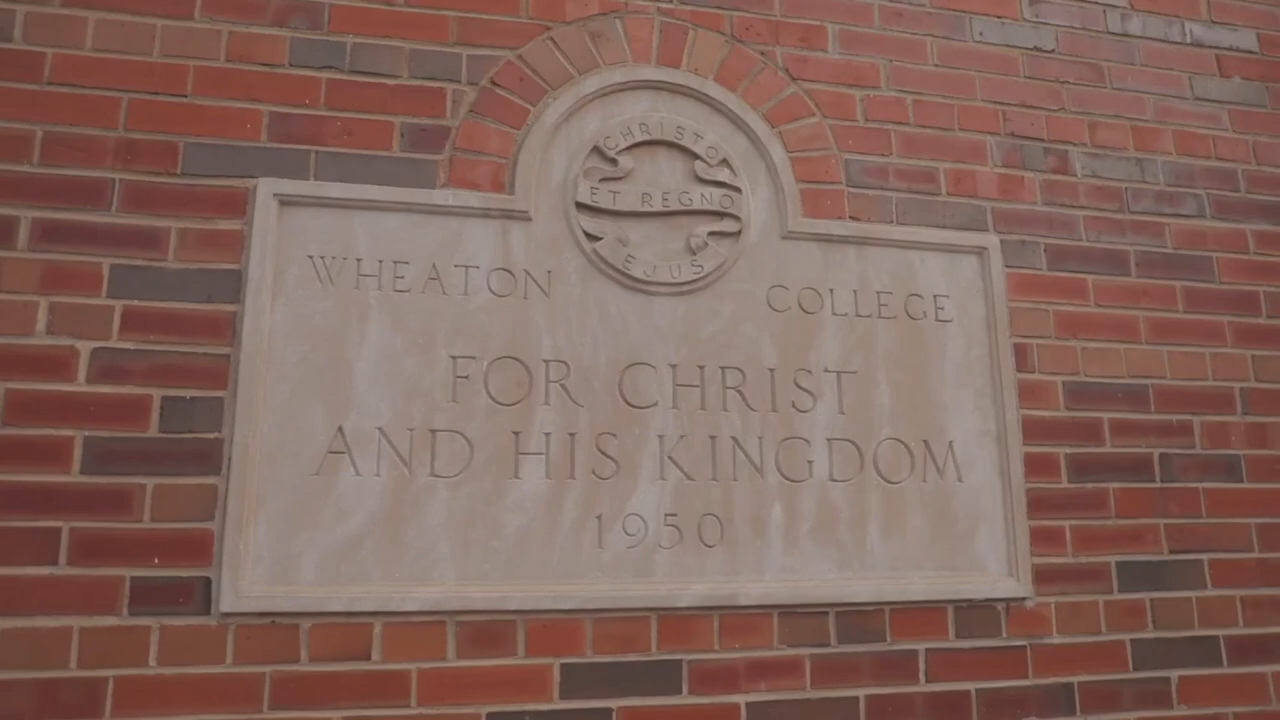 CHRISTO
ET REGNO
EJUS
WHEATON COLLEGE
FOR CHRIST
AND HIS KINGDOM
1950